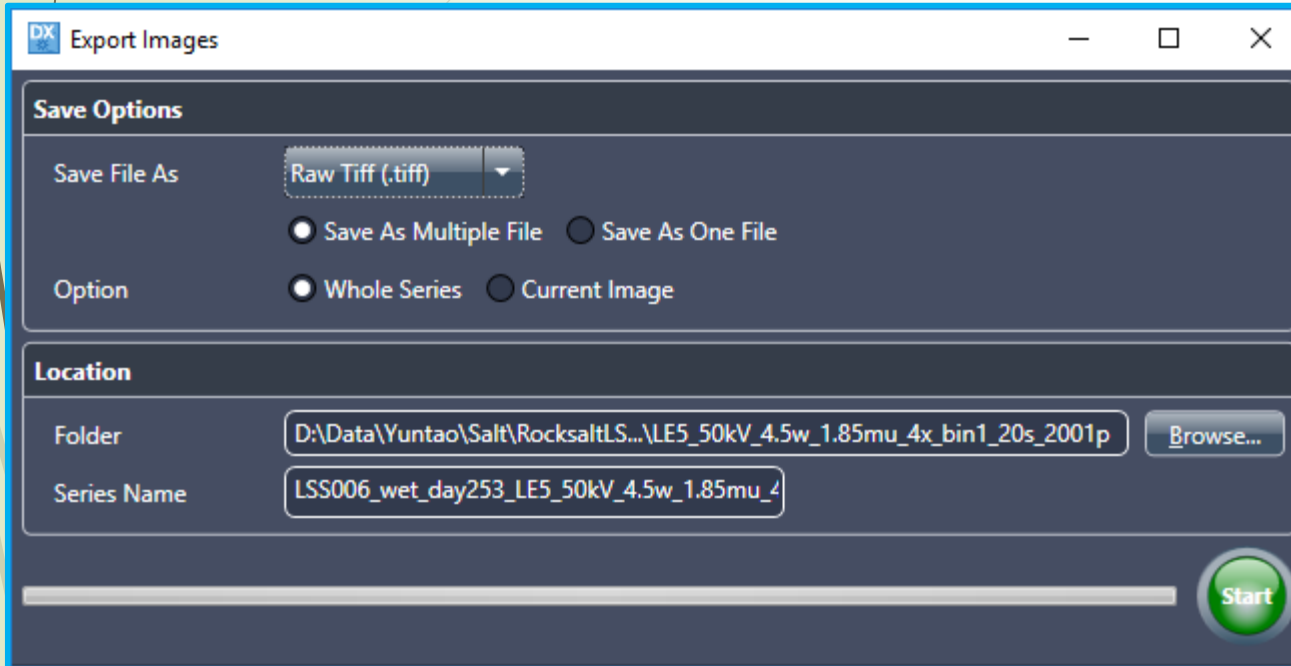 DX Export Images
Save Options
Save File As Raw Tiff (.tiff)
Save As Multiple File Save As One File
Option Whole Series Current Image
Location
Folder D:\Data\Yuntao\Salt\RocksaltLS...\LE5_50kV_4.5w_1.85mu_4x_bin1_20s_2001p Browse...
Series Name LSS006_wet_day253_LE5_50kV_4.5w_1.85mu_4
Start